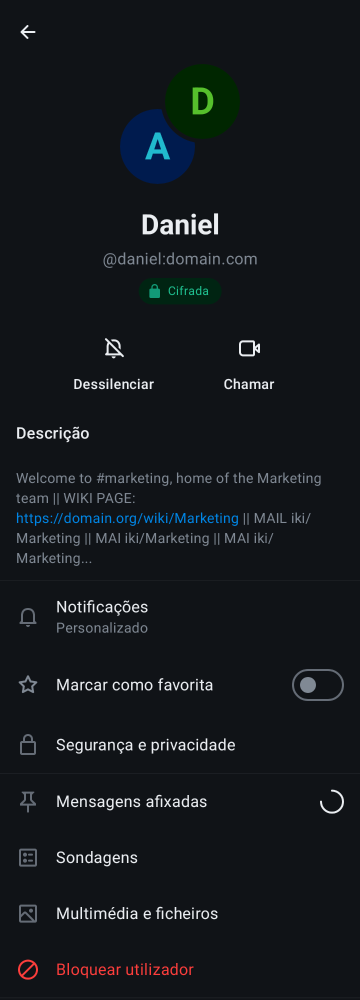 D
A
Daniel
@daniel:domain.com
Cifrada
Dessilenciar
Chamar
Descrição
Welcome to #marketing, home of the Marketing
team || WIKI PAGE:
https://domain.org/wiki/Marketing || MAIL iki/
Marketing || MAI iki/Marketing || MAI iki/
Marketing...
Notificações
Personalizado
Marcar como favorita
Segurança e privacidade
Mensagens afixadas
Sondagens
Multimédia e ficheiros
Bloquear utilizador